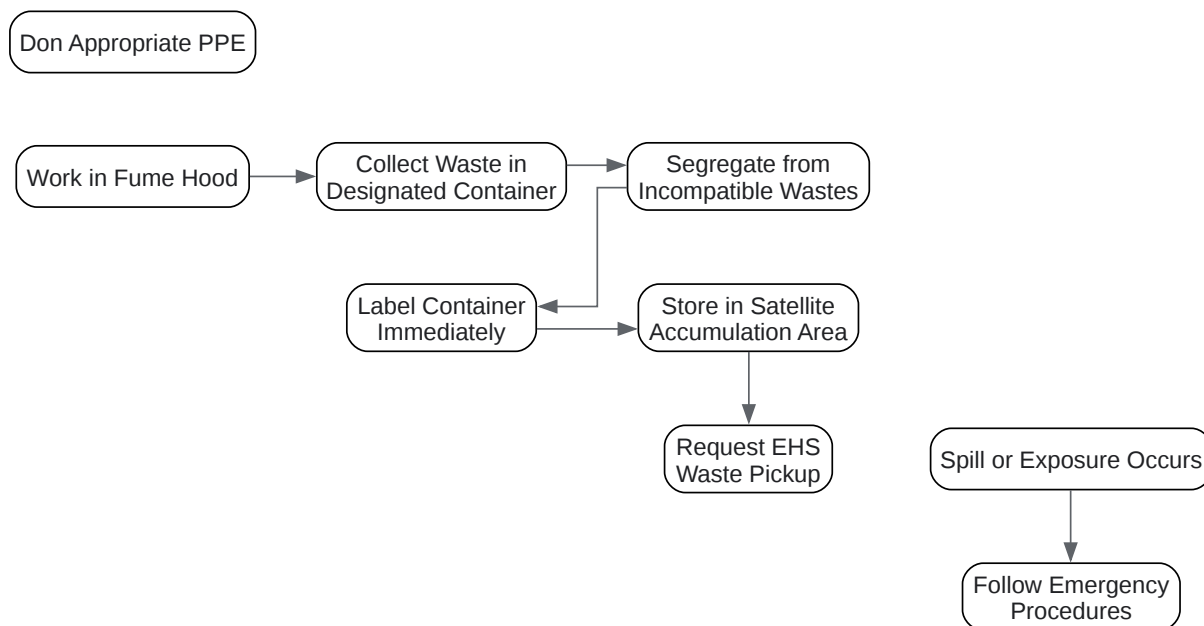 Don Appropriate PPE
Work in Fume Hood
Collect Waste in
Designated Container
Segregate from
Incompatible Wastes
Label Container
Immediately
Store in Satellite
Accumulation Area
Request EHS
Waste Pickup
Spill or Exposure Occurs
Follow Emergency
Procedures